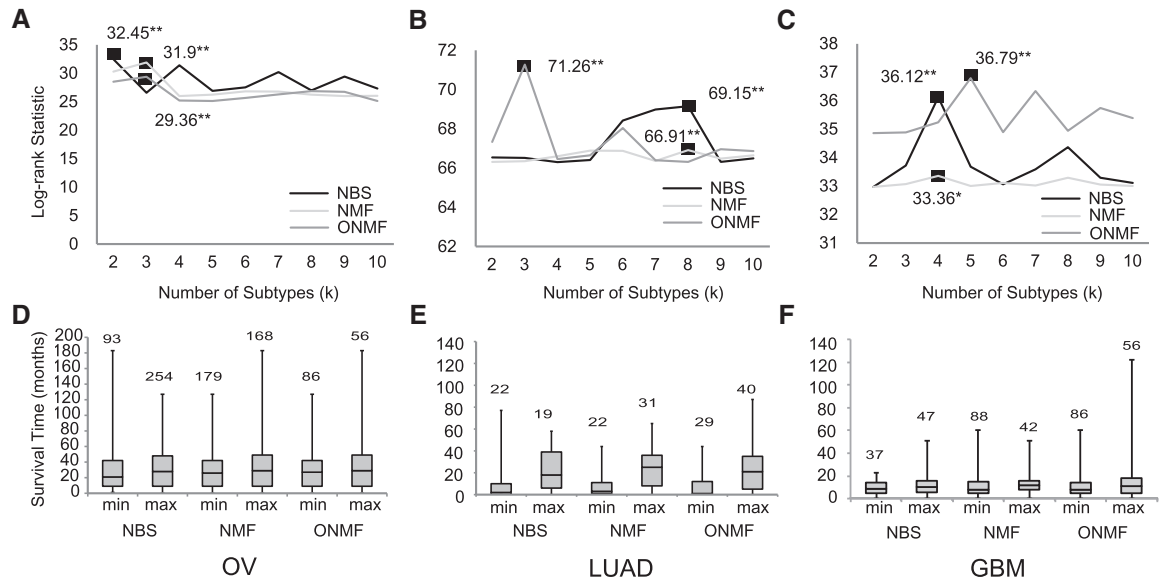 A
32.45**
31.9**
29.36**
Log-rank Statistic
35
30
25
20
15
10
5
0
NBS
NMF
ONMF
2 3 4 5 6 7 8 9 10
Number of Subtypes (k)
B
71.26**
69.15**
66.91**
72
70
68
66
64
62
NBS
NMF
ONMF
2 3 4 5 6 7 8 9 10
Number of Subtypes (k)
C
36.12**
36.79**
33.36*
38
37
36
35
34
33
32
31
NBS
NMF
ONMF
2 3 4 5 6 7 8 9 10
Number of Subtypes (k)
D
Survival Time (months)
200
180
160
140
120
100
80
60
40
20
0
93 254 179 168 86 56
min max min max min max
NBS NMF ONMF
OV
E
140
120
100
80
60
40
20
0
22 19 22 31 29 40
min max min max min max
NBS NMF ONMF
LUAD
F
140
120
100
80
60
40
20
0
37 47 88 42 86 56
min max min max min max
NBS NMF ONMF
GBM